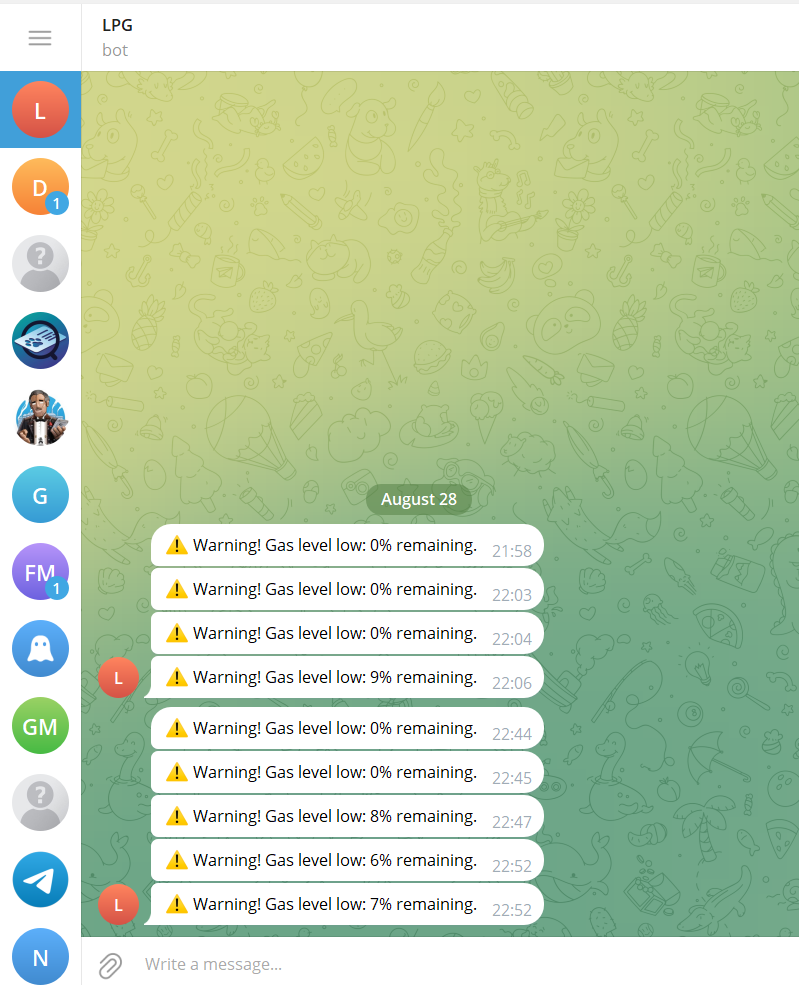 LPG
bot
L
D
1
?
G
FM
1
GM
?
N
August 28
⚠️ Warning! Gas level low: 0% remaining. 21:58
⚠️ Warning! Gas level low: 0% remaining. 22:03
⚠️ Warning! Gas level low: 0% remaining. 22:04
L
⚠️ Warning! Gas level low: 9% remaining. 22:06
⚠️ Warning! Gas level low: 0% remaining. 22:44
⚠️ Warning! Gas level low: 0% remaining. 22:45
⚠️ Warning! Gas level low: 8% remaining. 22:47
⚠️ Warning! Gas level low: 6% remaining. 22:52
L
⚠️ Warning! Gas level low: 7% remaining. 22:52
Write a message...